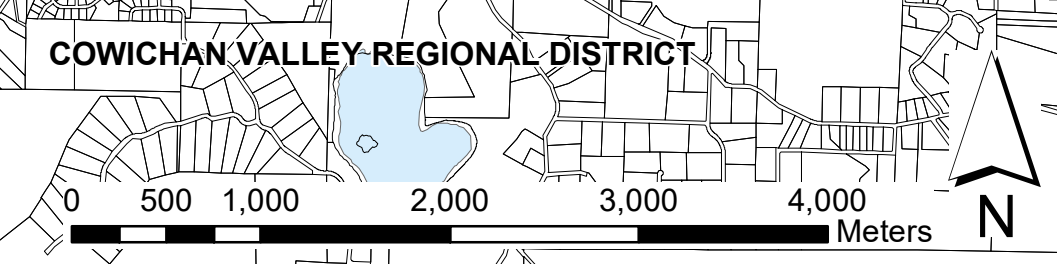 COWICHAN VALLEY REGIONAL DISTRICT
0 500 1,000 2,000 3,000 4,000
Meters
N